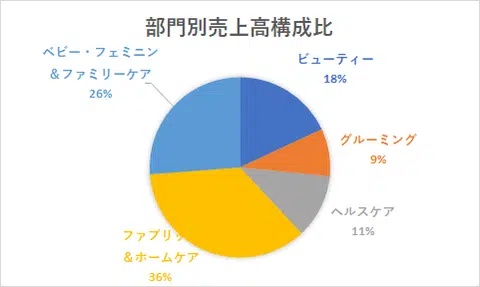 部門別売上高構成比
ベビー・フェミニン
＆ファミリーケア
26%
ビューティー
18%
グルーミング
9%
ヘルスケア
11%
ファブリッ
＆ホームケア
36%